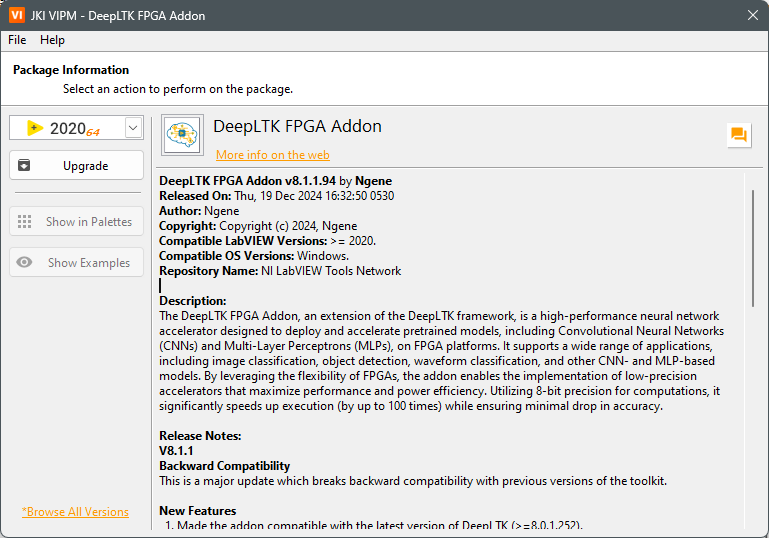 VI JKI VIPM - DeepLTK FPGA Addon
File Help
Package Information
Select an action to perform on the package.
2020 64
Upgrade
Show in Palettes
Show Examples
*Browse All Versions
DeepLTK FPGA Addon
More info on the web
DeepLTK FPGA Addon v8.1.1.94 by Ngene
Released On: Thu, 19 Dec 2024 16:32:50 0530
Author: Ngene
Copyright: Copyright (c) 2024, Ngene
Compatible LabVIEW Versions: >= 2020.
Compatible OS Versions: Windows.
Repository Name: NI LabVIEW Tools Network
Description:
The DeepLTK FPGA Addon, an extension of the DeepLTK framework, is a high-performance neural network
accelerator designed to deploy and accelerate pretrained models, including Convolutional Neural Networks
(CNNs) and Multi-Layer Perceptrons (MLPs), on FPGA platforms. It supports a wide range of applications,
including image classification, object detection, waveform classification, and other CNN- and MLP-based
models. By leveraging the flexibility of FPGAs, the addon enables the implementation of low-precision
accelerators that maximize performance and power efficiency. Utilizing 8-bit precision for computations, it
significantly speeds up execution (by up to 100 times) while ensuring minimal drop in accuracy.
Release Notes:
V8.1.1
Backward Compatibility
This is a major update which breaks backward compatibility with previous versions of the toolkit.
New Features
1. Made the addon compatible with the latest version of DeepLTK (>=8.0.1.252).